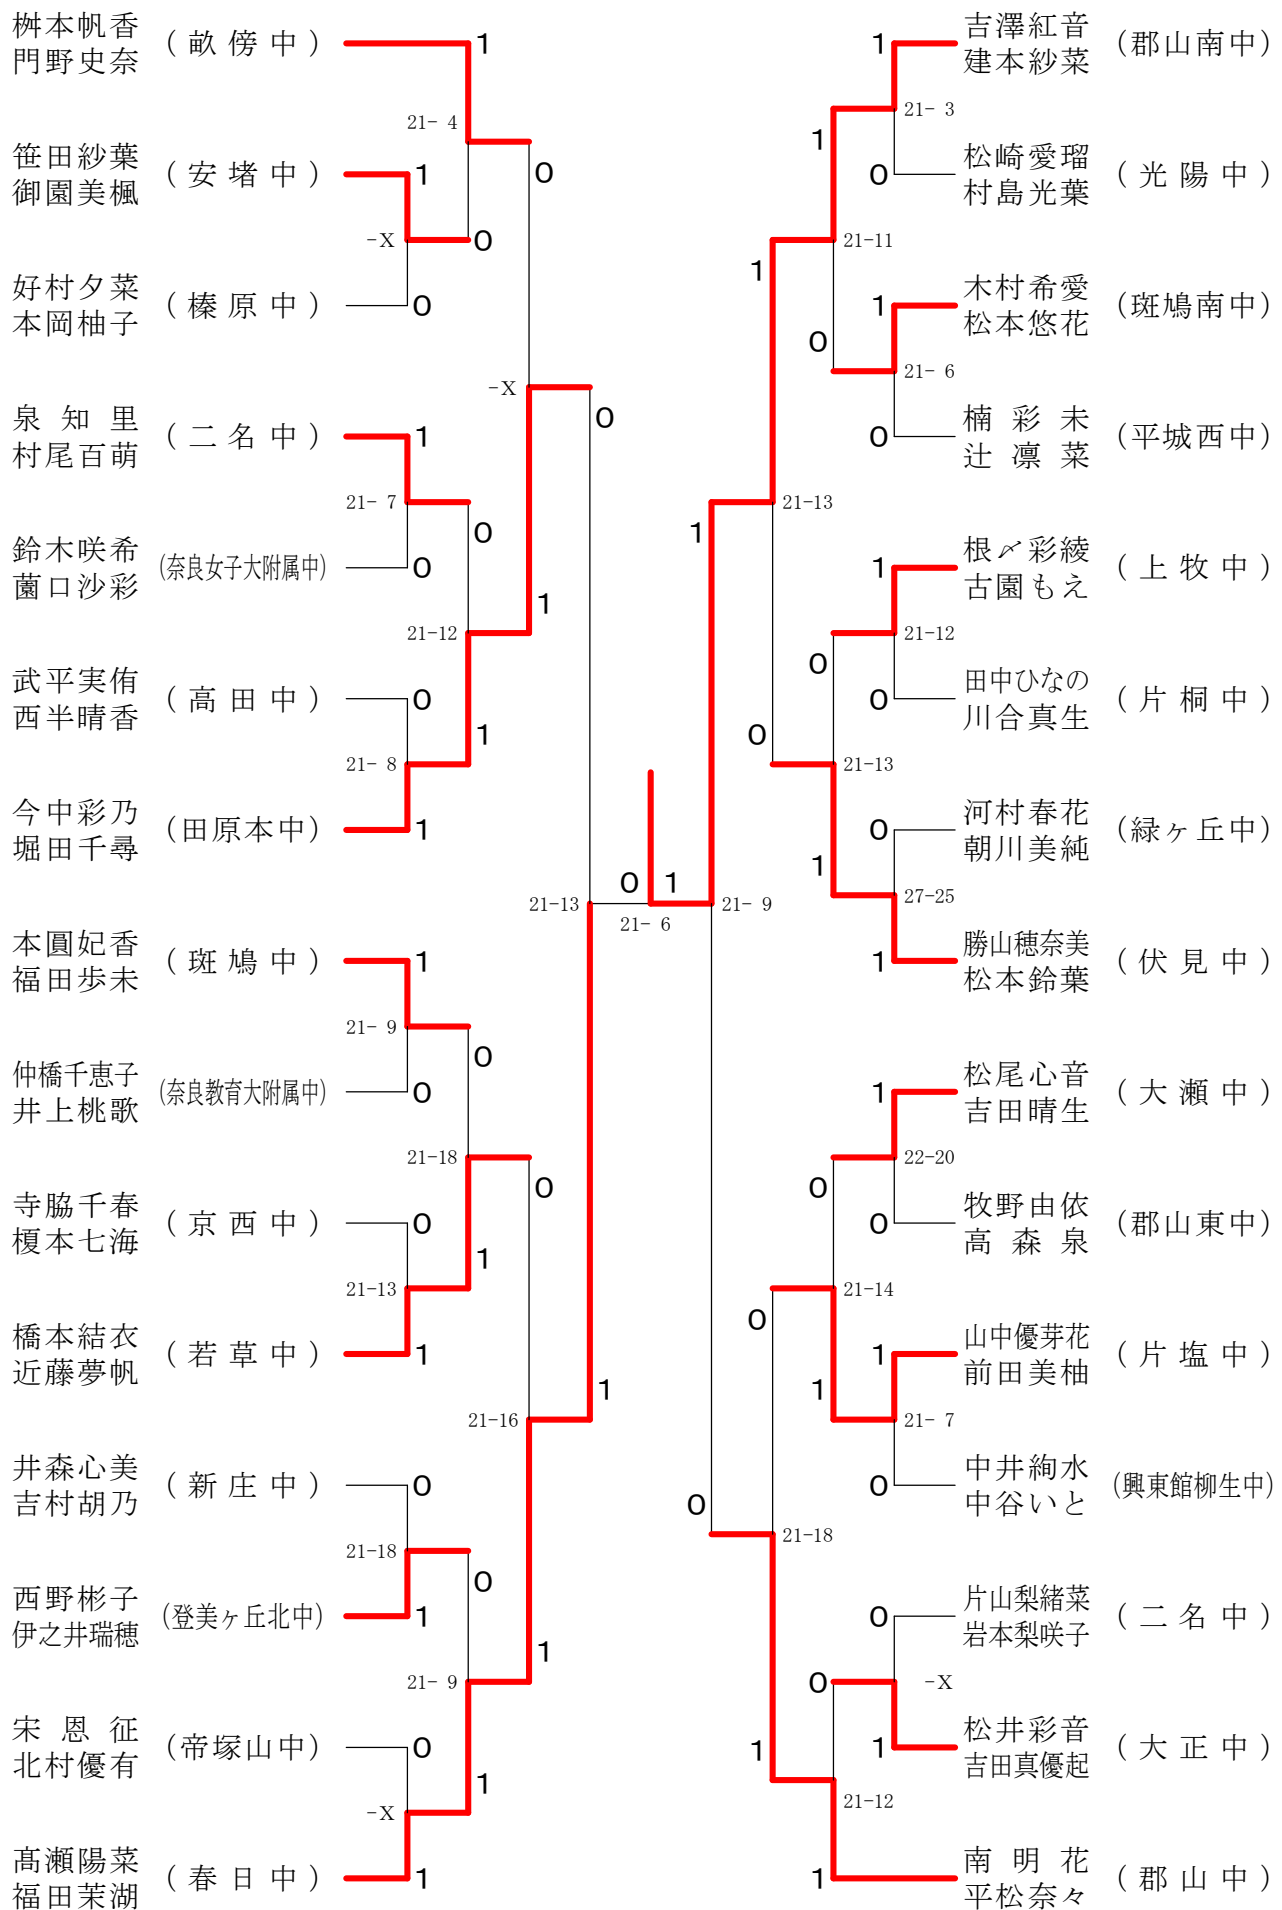 桝本帆香
門野史奈
(畝傍中)
1
21- 4
笹田紗葉
御園美楓
(安堵中)
1
0
-X
0
好村夕菜
本岡柚子
(榛原中)
0
-X
0
泉知里
村尾百萌
(二名中)
1
21- 7
0
鈴木咲希
薗口沙彩
(奈良女子大附属中)
0
1
21-12
武平実侑
西半晴香
(高田中)
0
1
21- 8
今中彩乃
堀田千尋
(田原本中)
1
21-13
0
1
21- 6
本圓妃香
福田歩未
(斑鳩中)
1
21- 9
0
仲橋千恵子
井上桃歌
(奈良教育大附属中)
0
21-18
0
寺脇千春
榎本七海
(京西中)
0
1
21-13
橋本結衣
近藤夢帆
(若草中)
1
1
21-16
井森心美
吉村胡乃
(新庄中)
0
21-18
0
西野彬子
伊之井瑞穂
(登美ヶ丘北中)
1
1
21- 9
宋恩征
北村優有
(帝塚山中)
0
1
-X
髙瀬陽菜
福田茉湖
(春日中)
1
吉澤紅音
建本紗菜
(郡山南中)
1
21- 3
1
松崎愛瑠
村島光葉
(光陽中)
0
21-11
1
木村希愛
松本悠花
(斑鳩南中)
1
0
21- 6
楠彩未
辻凛菜
(平城西中)
0
21-13
1
根〆彩綾
古園もえ
(上牧中)
1
21-12
0
田中ひなの
川合真生
(片桐中)
0
0
21-13
河村春花
朝川美純
(緑ヶ丘中)
0
1
27-25
21- 9
勝山穂奈美
松本鈴葉
(伏見中)
1
松尾心音
吉田晴生
(大瀬中)
1
22-20
0
牧野由依
高森泉
(郡山東中)
0
21-14
0
山中優芽花
前田美柚
(片塩中)
1
1
21- 7
中井絢水
中谷いと
(興東館柳生中)
0
0
21-18
片山梨緒菜
岩本梨咲子
(二名中)
0
-X
0
松井彩音
吉田真優起
(大正中)
1
1
21-12
南明花
平松奈々
(郡山中)
1